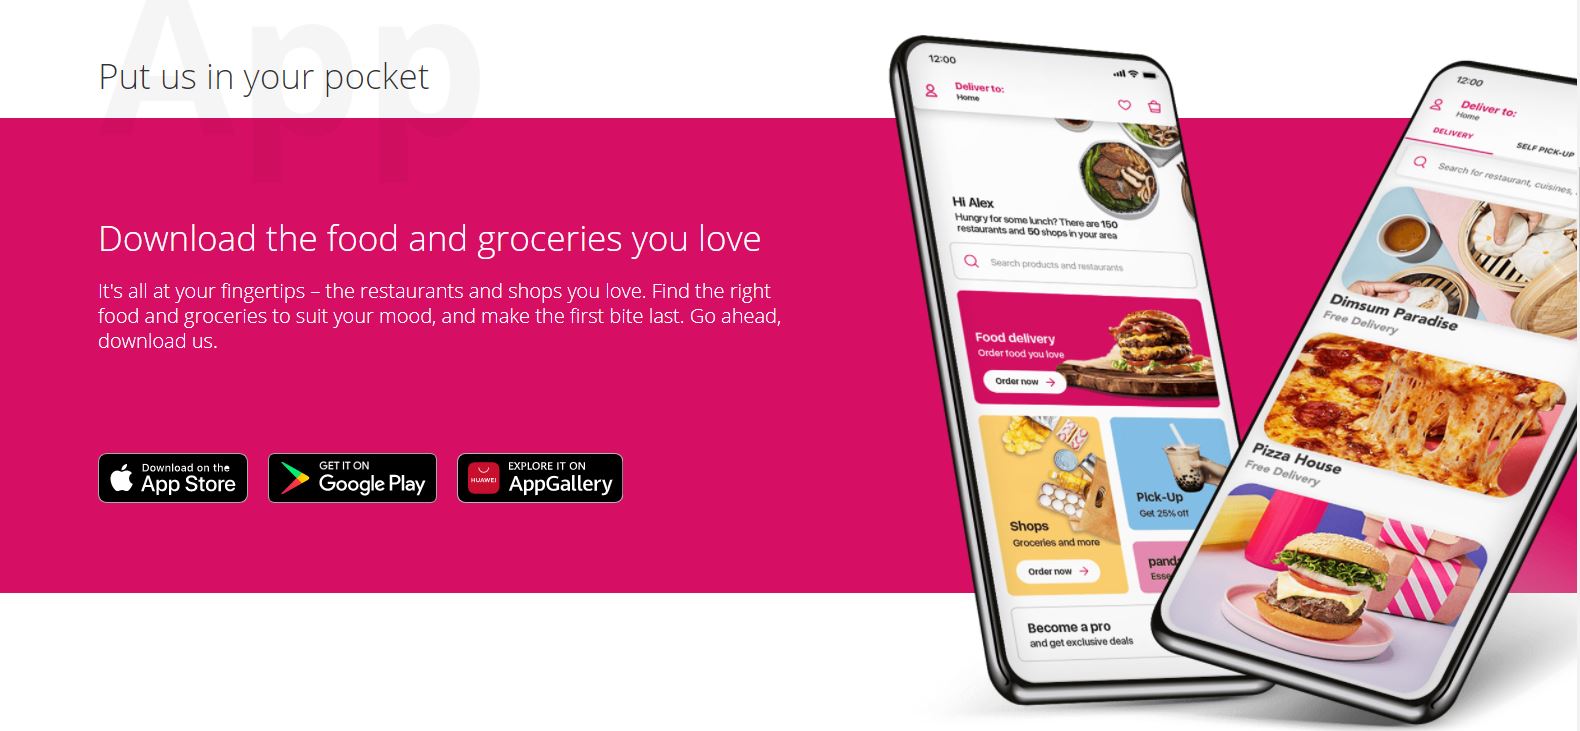 App
Put us in your pocket
Download the food and groceries you love
It's all at your fingertips – the restaurants and shops you love. Find the right
food and groceries to suit your mood, and make the first bite last. Go ahead,
download us.
Download on the
App Store
GET IT ON
Google Play
HUAWEI
EXPLORE IT ON
AppGallery
12:00
Deliver to:
Home
Hi Alex
Hungry for some lunch? There are 150
restaurants and 50 shops in your area
Search products and restaurants
Food delivery
Order food you love
Order now →
Shops
Groceries and more
Order now →
Pick-Up
Get 25% off
panda
Become a pro
and get exclusive deals
12:00
Deliver to:
Home
DELIVERY
SELF PICK-UP
Search for restaurant, cuisines,
Dimsum Paradise
Free Delivery
Pizza House
Free Delivery